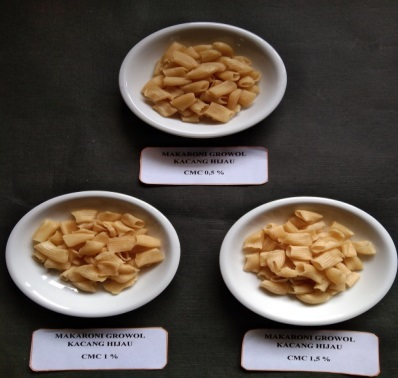 MAKARONI GROWOL
KACANG HIJAU
CMC 0,5 %
MAKARONI GROWOL
KACANG HIJAU
CMC 1 %
MAKARONI GROWOL
KACANG HIJAU
CMC 1,5 %